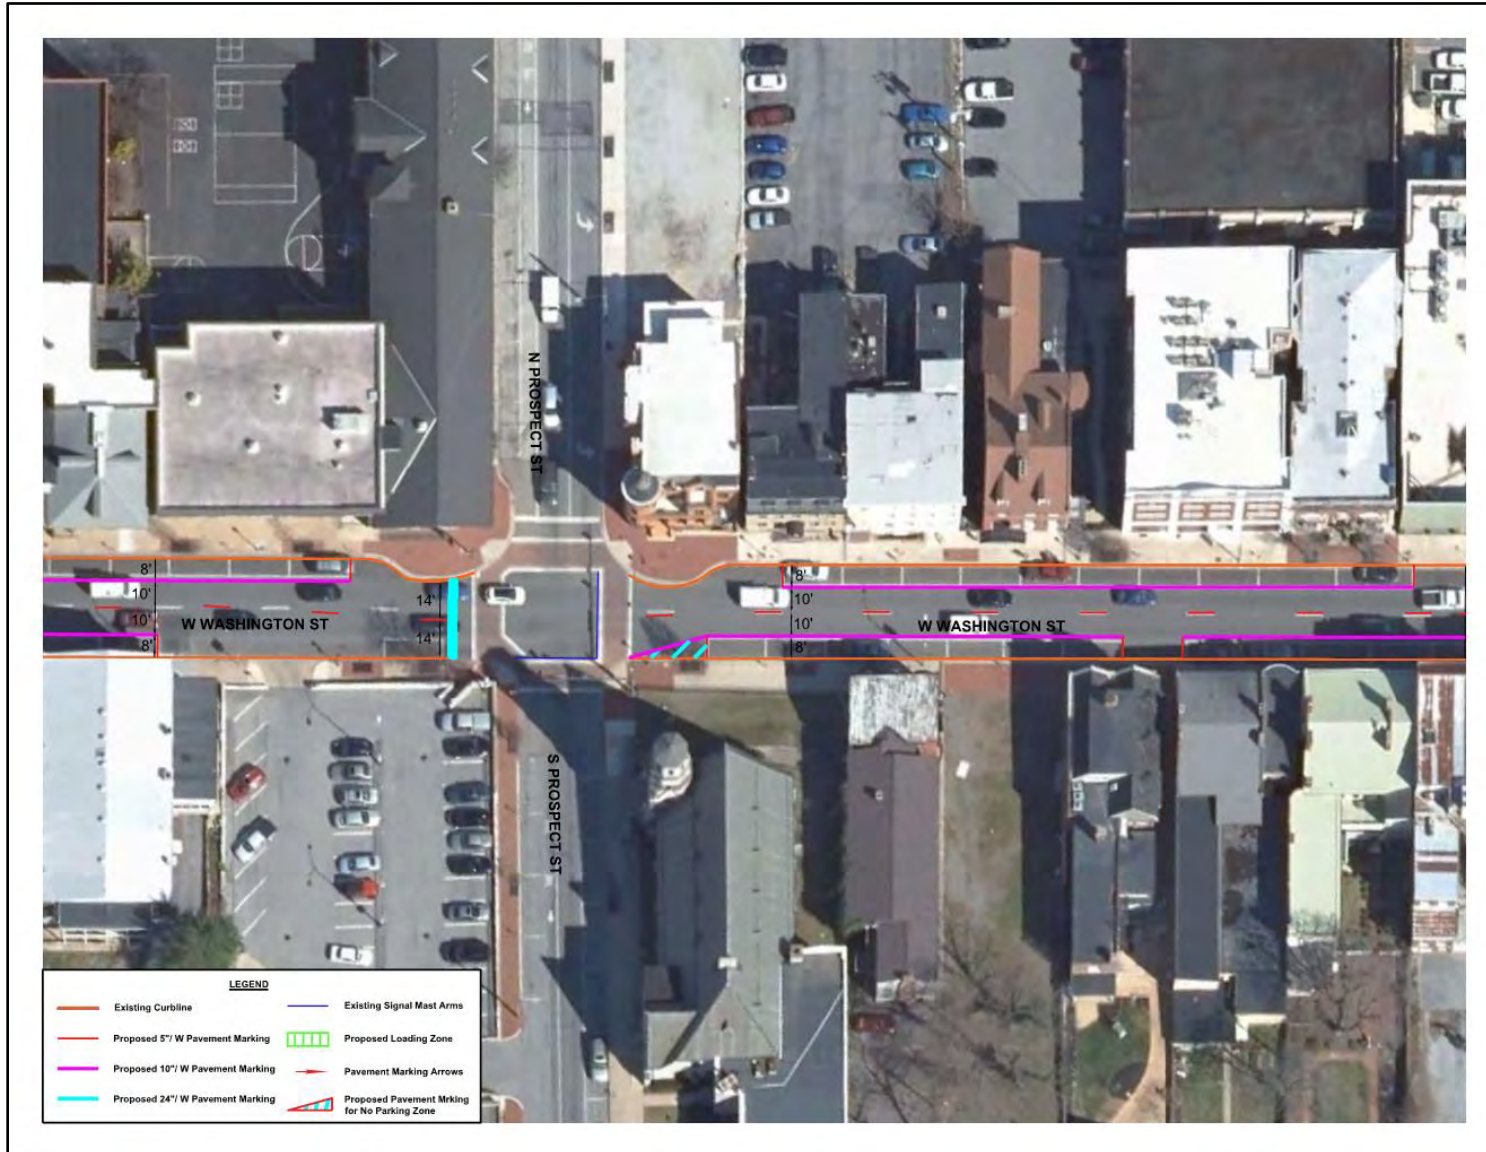 N PROSPECT ST
8'
10'
10'
8'
14'
14'
W WASHINGTON ST
8'
10'
10'
8'
W WASHINGTON ST
S PROSPECT ST
LEGEND
Existing Curbline
Existing Signal Mast Arms
Proposed 5"/ W Pavement Marking
Proposed Loading Zone
Proposed 10"/ W Pavement Marking
Pavement Marking Arrows
Proposed 24"/ W Pavement Marking
Proposed Pavement Mrking
for No Parking Zone